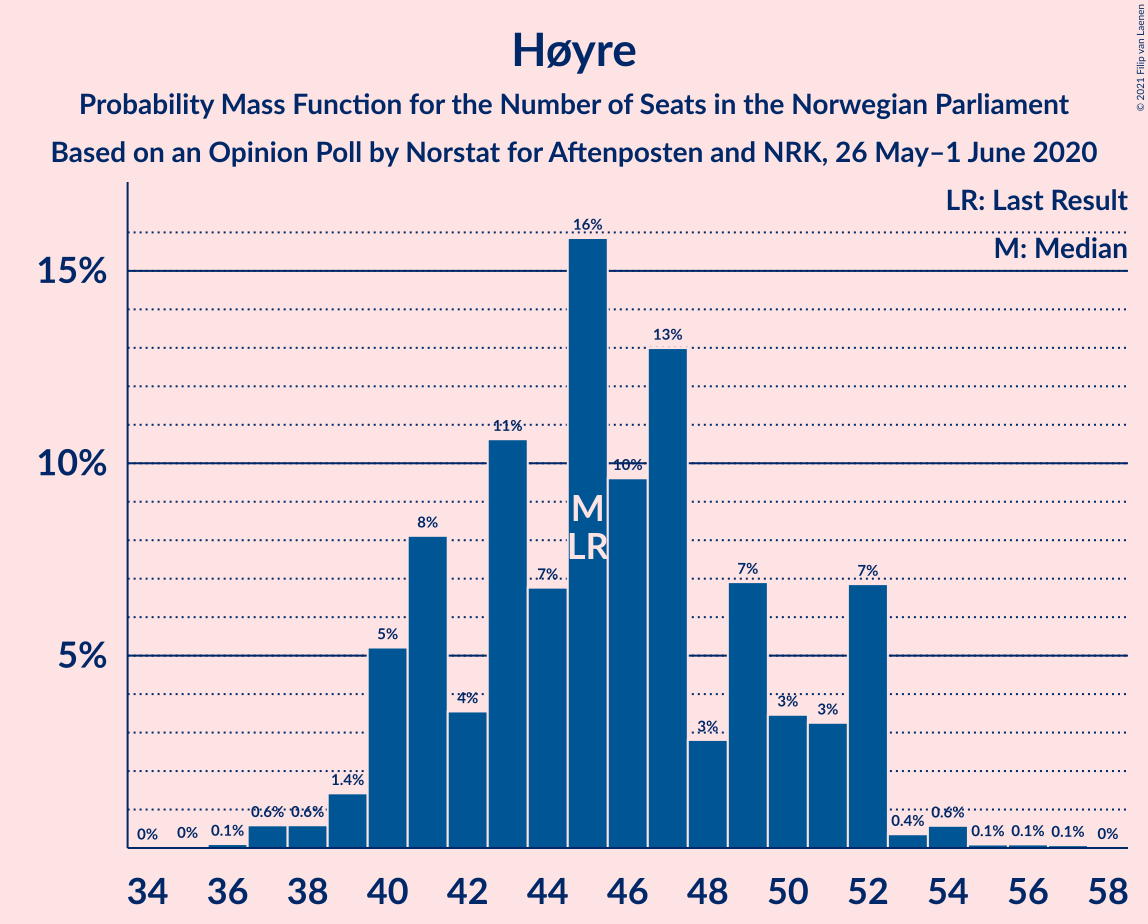 Høyre
Probability Mass Function for the Number of Seats in the Norwegian Parliament
Based on an Opinion Poll by Norstat for Aftenposten and NRK, 26 May–1 June 2020
© 2021 Filip van Laenen
LR: Last Result
M: Median
15%
10%
5%
0% 0% 0.1% 0.6% 0.6% 1.4% 5% 8% 4% 11% 7% 16% 10% 13% 3% 7% 3% 3% 7% 0.4% 0.6% 0.1% 0.1% 0.1% 0%
M
LR
34 36 38 40 42 44 46 48 50 52 54 56 58